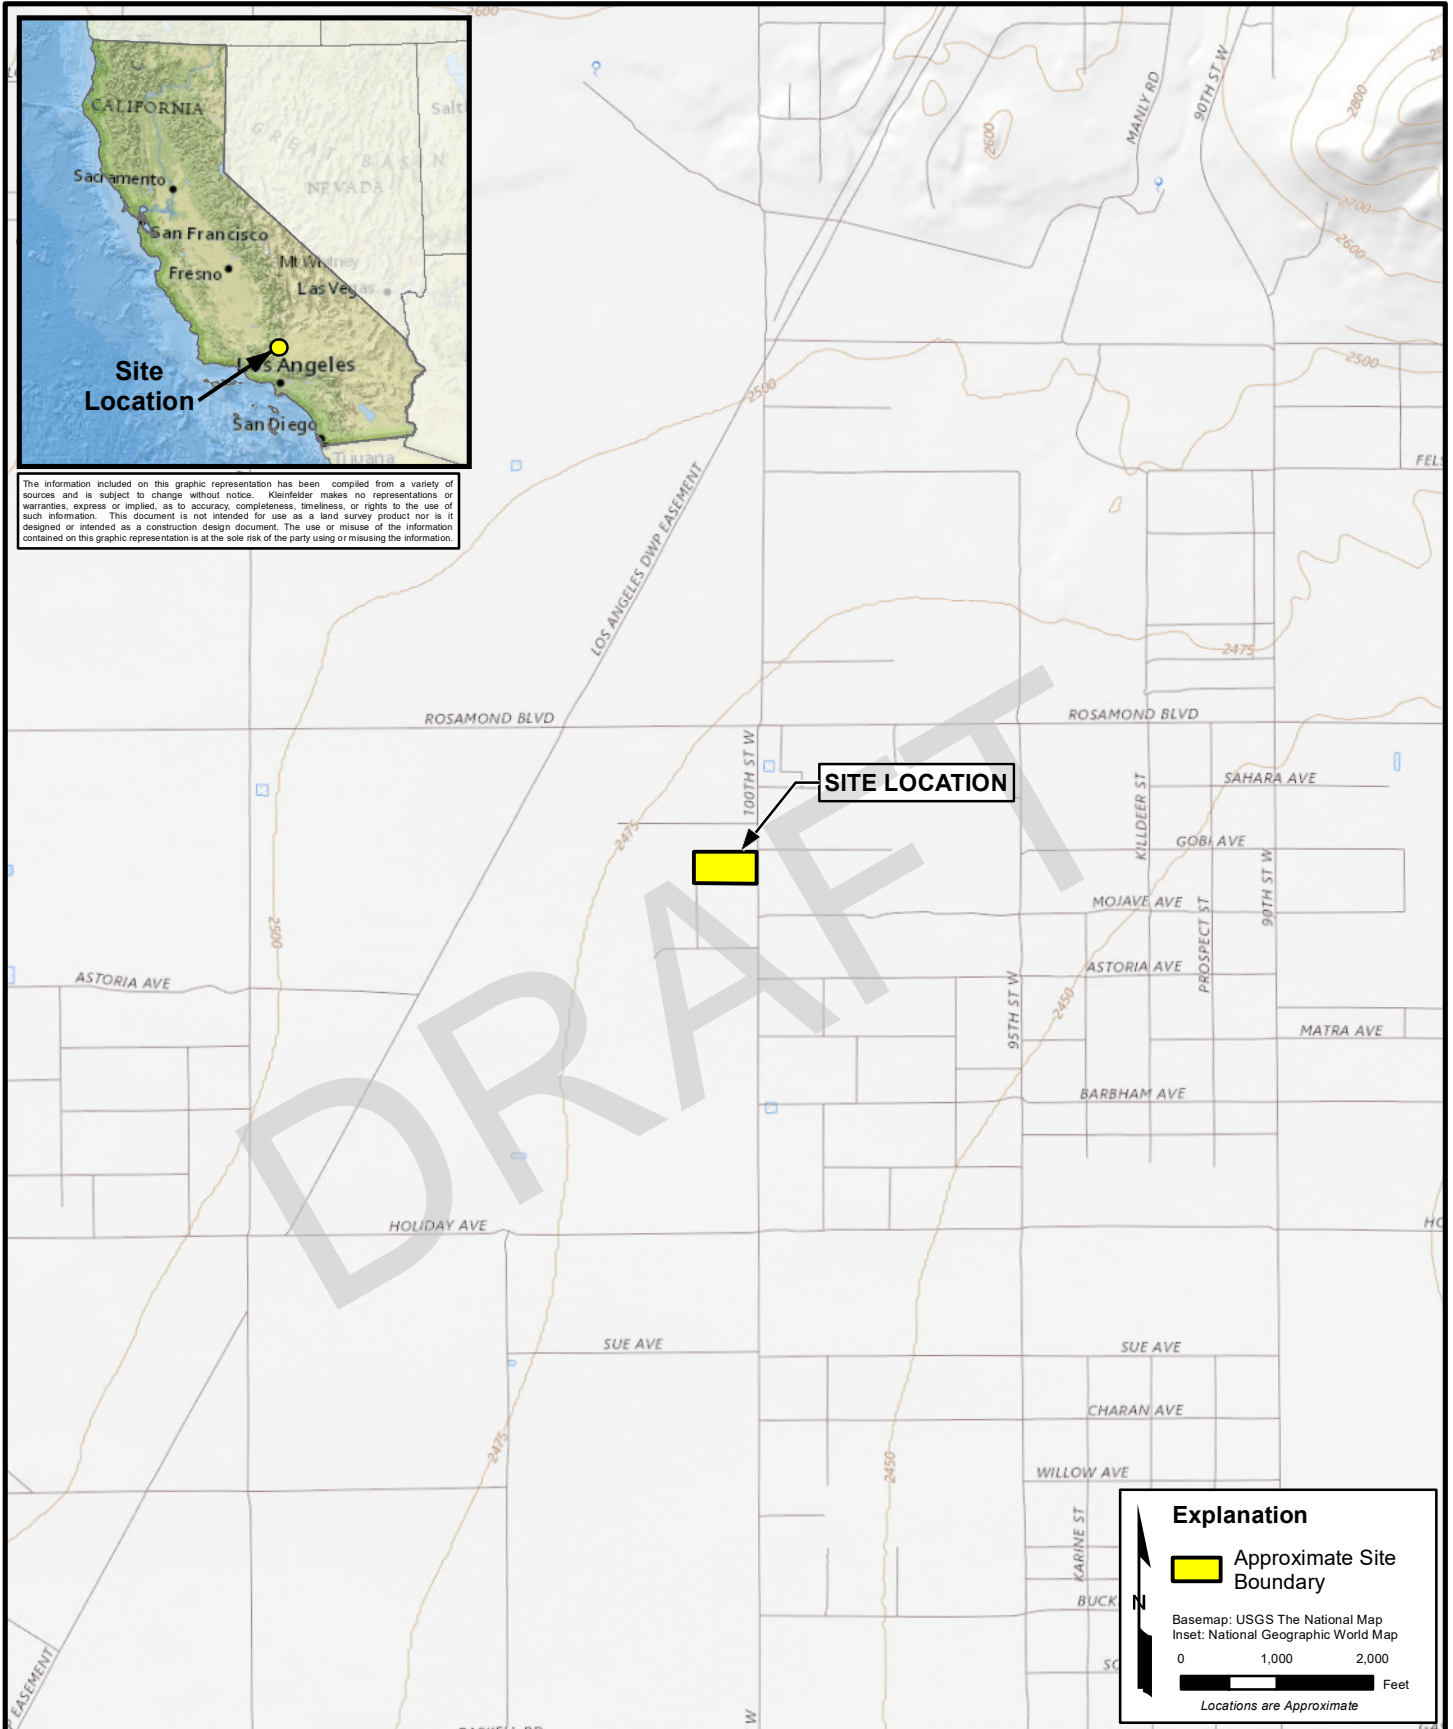 2600
CALIFORNIA
GREAT BASIN
NEVADA
Salt
Sacramento
San Francisco
Fresno
Mt Whitney
Las Vegas
Los Angeles
Site
Location
San Diego
Tijuana
The information included on this graphic representation has been compiled from a variety of
sources and is subject to change without notice. Kleinfelder makes no representations or
warranties, express or implied, as to accuracy, completeness, timeliness, or rights to the use of
such information. This document is not intended for use as a land survey product nor is it
designed or intended as a construction design document. The use or misuse of the information
contained on this graphic representation is at the sole risk of the party using or misusing the information.
MANLY RD
90TH ST W
2600
2800
2700
2600
2500
2500
FELS
LOS ANGELES DWP EASEMENT
2475
ROSAMOND BLVD
ROSAMOND BLVD
100TH ST W
SITE LOCATION
KILLDEER ST
SAHARA AVE
2475
GOBI AVE
90TH ST W
MOJAVE AVE
PROSPECT ST
2500
ASTORIA AVE
ASTORIA AVE
95TH ST W
2450
MATRA AVE
BARBHAM AVE
DRAFT
HOLIDAY AVE
HO
SUE AVE
SUE AVE
CHARAN AVE
2475
2450
WILLOW AVE
KARINE ST
BUCK
SC
EASEMENT
W
Explanation
N
Approximate Site
Boundary
Basemap: USGS The National Map
Inset: National Geographic World Map
0 1,000 2,000
Feet
Locations are Approximate